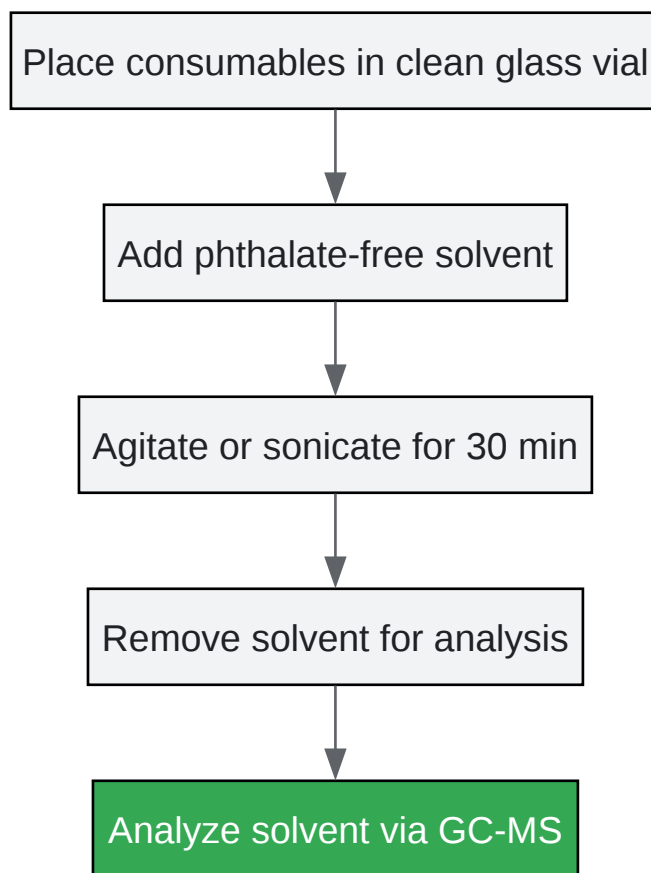 Place consumables in clean glass vial
Add phthalate-free solvent
Agitate or sonicate for 30 min
Remove solvent for analysis
Analyze solvent via GC-MS